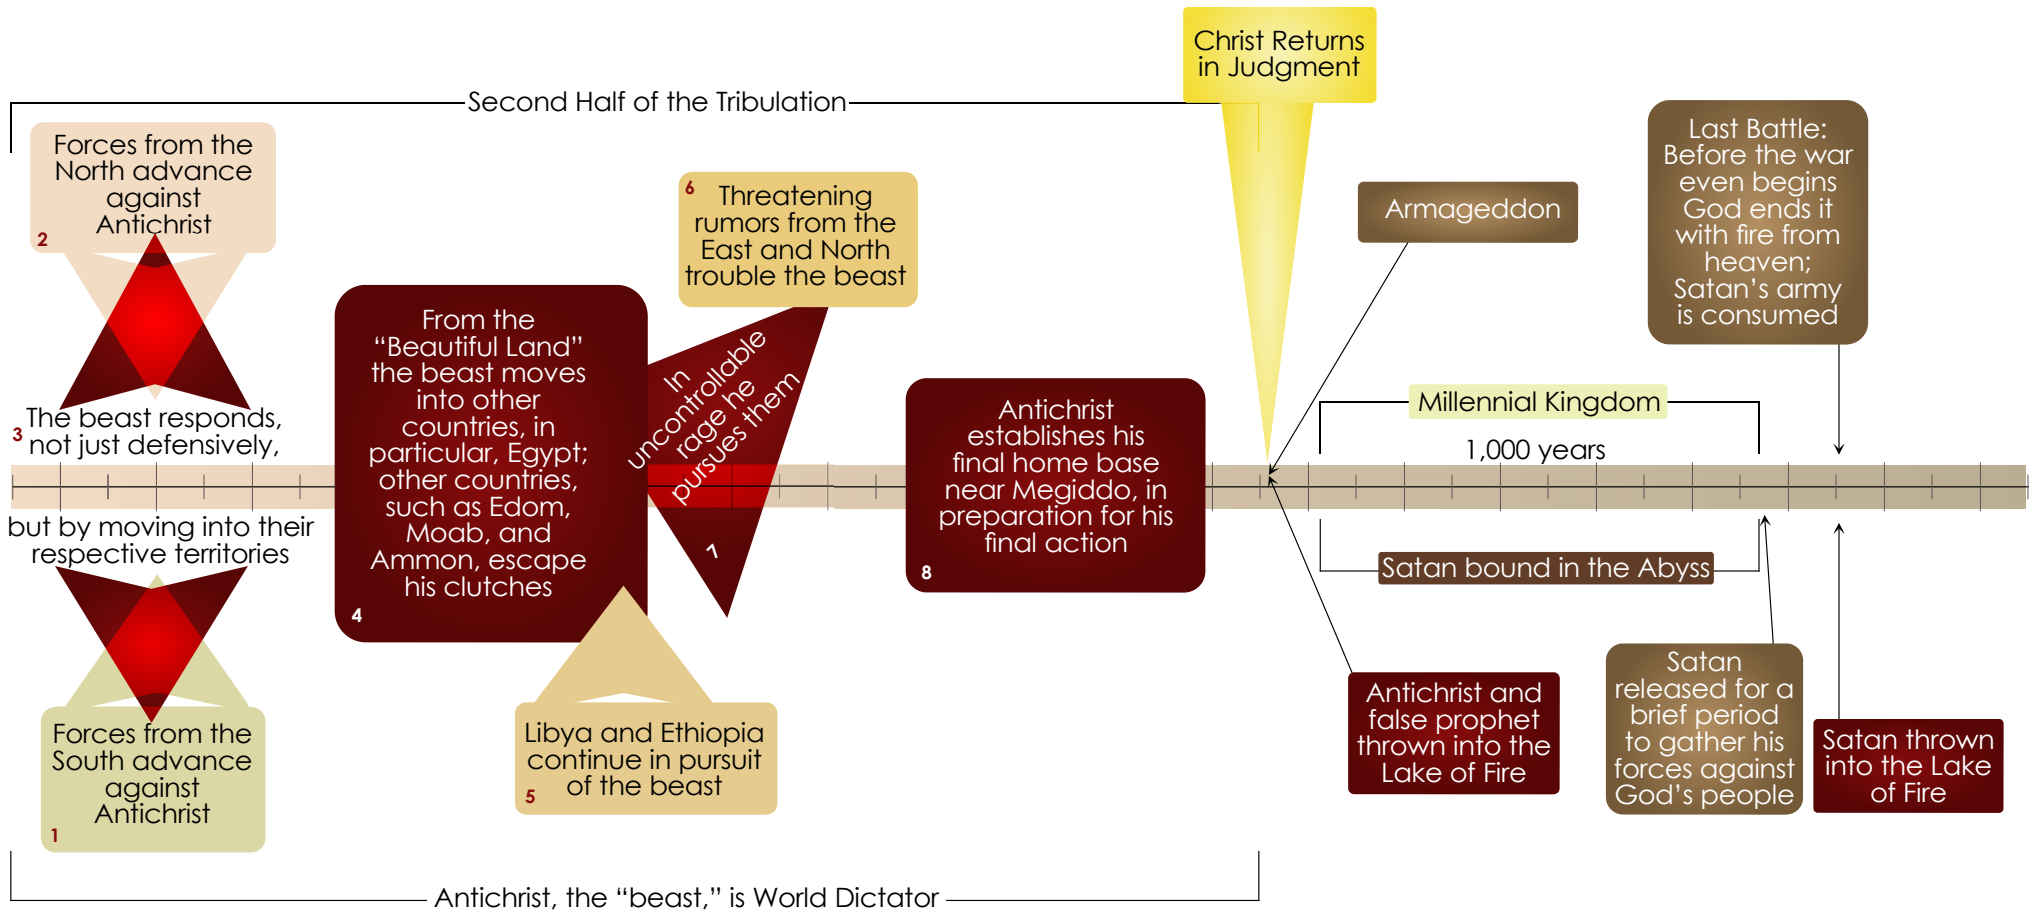 Christ Returns
in Judgment
Second Half of the Tribulation
Forces from the
North advance
against
Antichrist
2
3
The beast responds,
not just defensively,
but by moving into their
respective territories
Forces from the
South advance
against
Antichrist
1
From the
“Beautiful Land”
the beast moves
into other
countries, in
particular, Egypt;
other countries,
such as Edom,
Moab, and
Ammon, escape
his clutches
4
Libya and Ethiopia
continue in pursuit
of the beast
5
6
Threatening
rumors from the
East and North
trouble the beast
In
uncontrollable
rage he
pursues them
7
Antichrist
establishes his
final home base
near Megiddo, in
preparation for his
final action
8
Armageddon
Last Battle:
Before the war
even begins
God ends it
with fire from
heaven;
Satan’s army
is consumed
Millennial Kingdom
1,000 years
Satan bound in the Abyss
Antichrist and
false prophet
thrown into the
Lake of Fire
Satan
released for a
brief period
to gather his
forces against
God’s people
Satan thrown
into the Lake
of Fire
Antichrist, the “beast,” is World Dictator